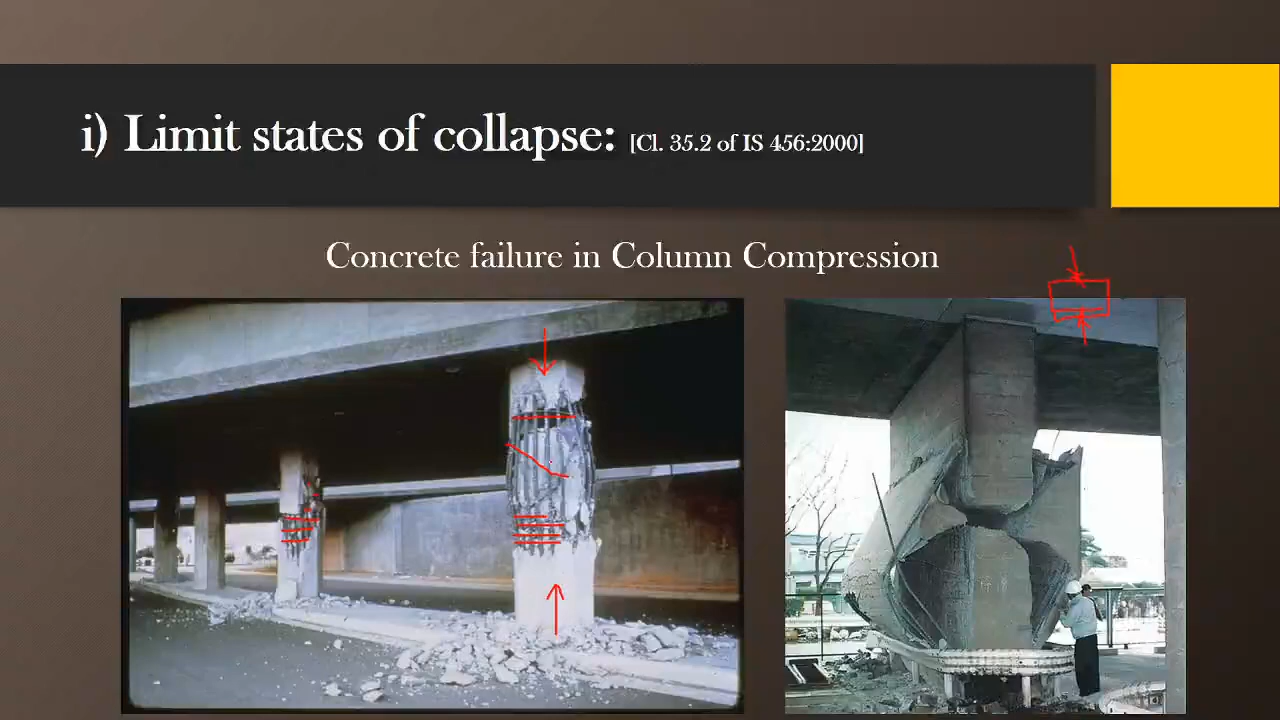 i) Limit states of collapse: [Cl. 35.2 of IS 456:2000]
Concrete failure in Column Compression